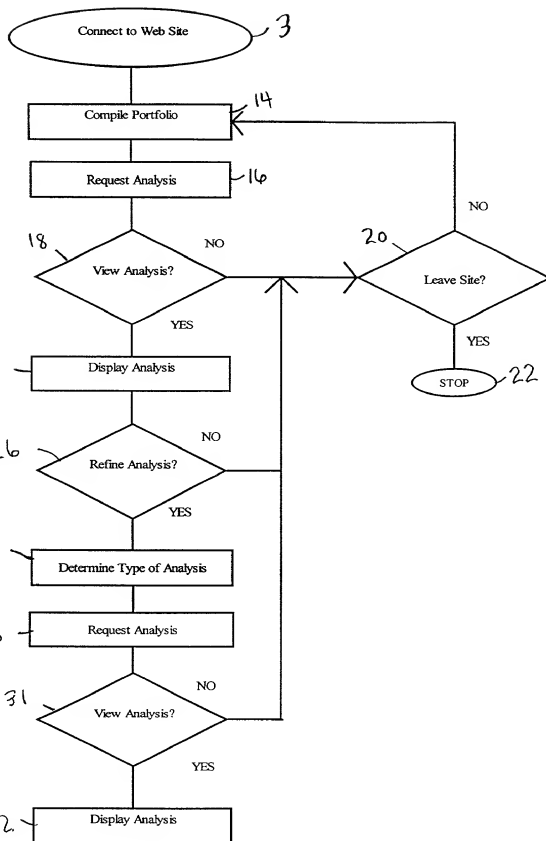 Connect to Web Site
3
Compile Portfolio
14
Request Analysis
16
18
View Analysis?
NO
YES
20
Leave Site?
NO
YES
STOP
22
Display Analysis
Refine Analysis?
NO
YES
Determine Type of Analysis
Request Analysis
31
View Analysis?
NO
YES
Display Analysis